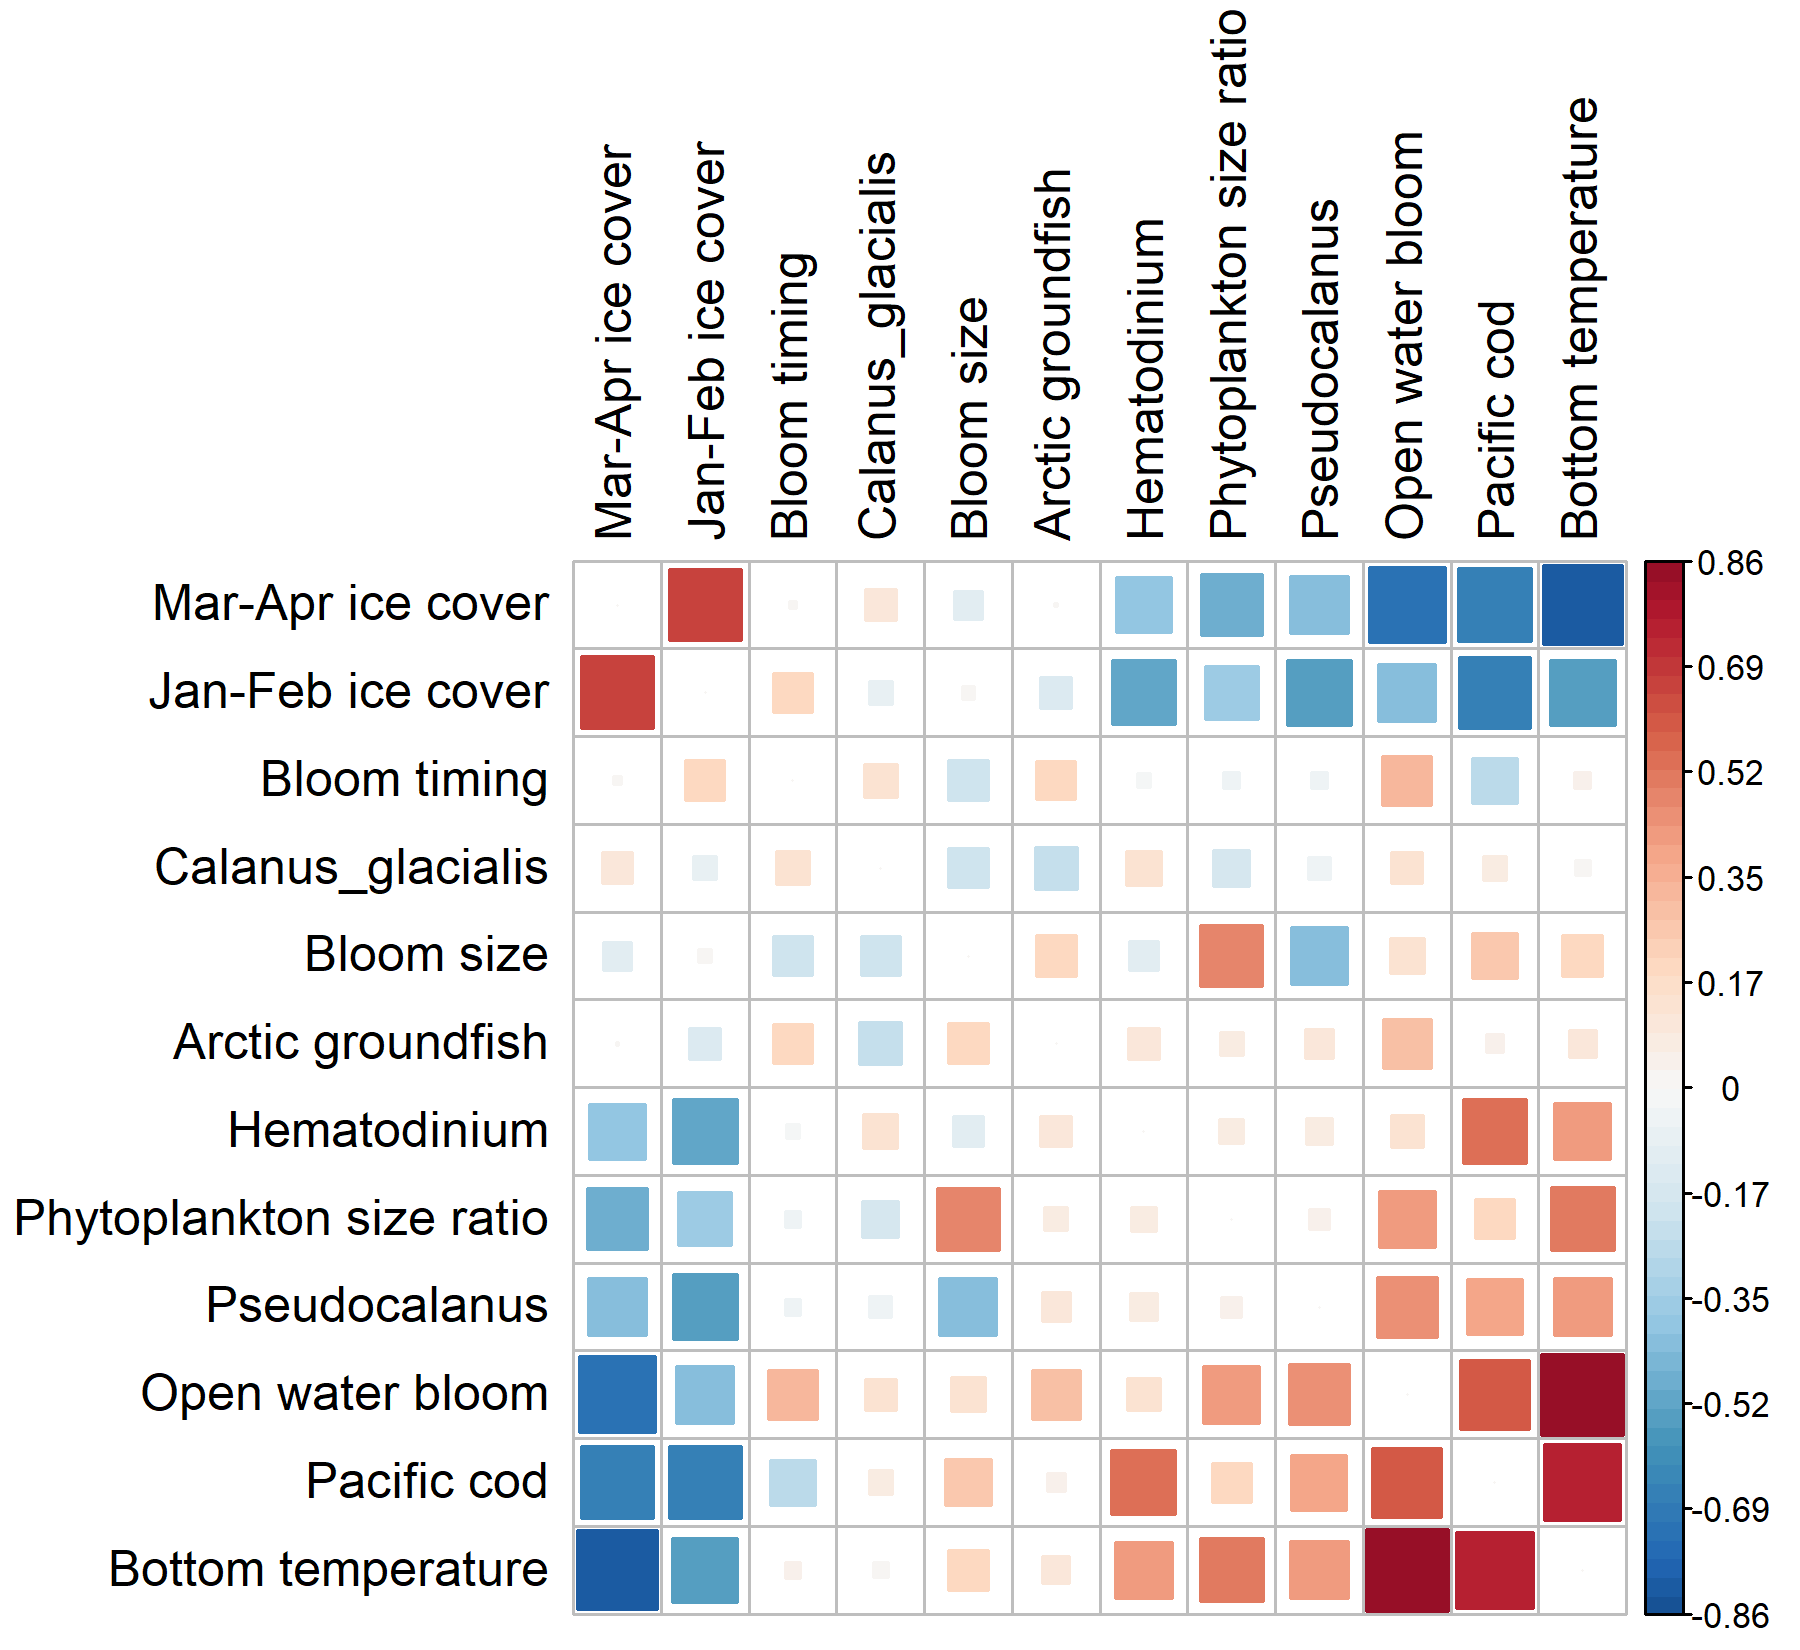 Mar-Apr ice cover
Jan-Feb ice cover
Bloom timing
Calanus_glacialis
Bloom size
Arctic groundfish
Hematodinium
Phytoplankton size ratio
Pseudocalanus
Open water bloom
Pacific cod
Bottom temperature
Mar-Apr ice cover
Jan-Feb ice cover
Bloom timing
Calanus_glacialis
Bloom size
Arctic groundfish
Hematodinium
Phytoplankton size ratio
Pseudocalanus
Open water bloom
Pacific cod
Bottom temperature
0.86
0.69
0.52
0.35
0.17
0
-0.17
-0.35
-0.52
-0.69
-0.86